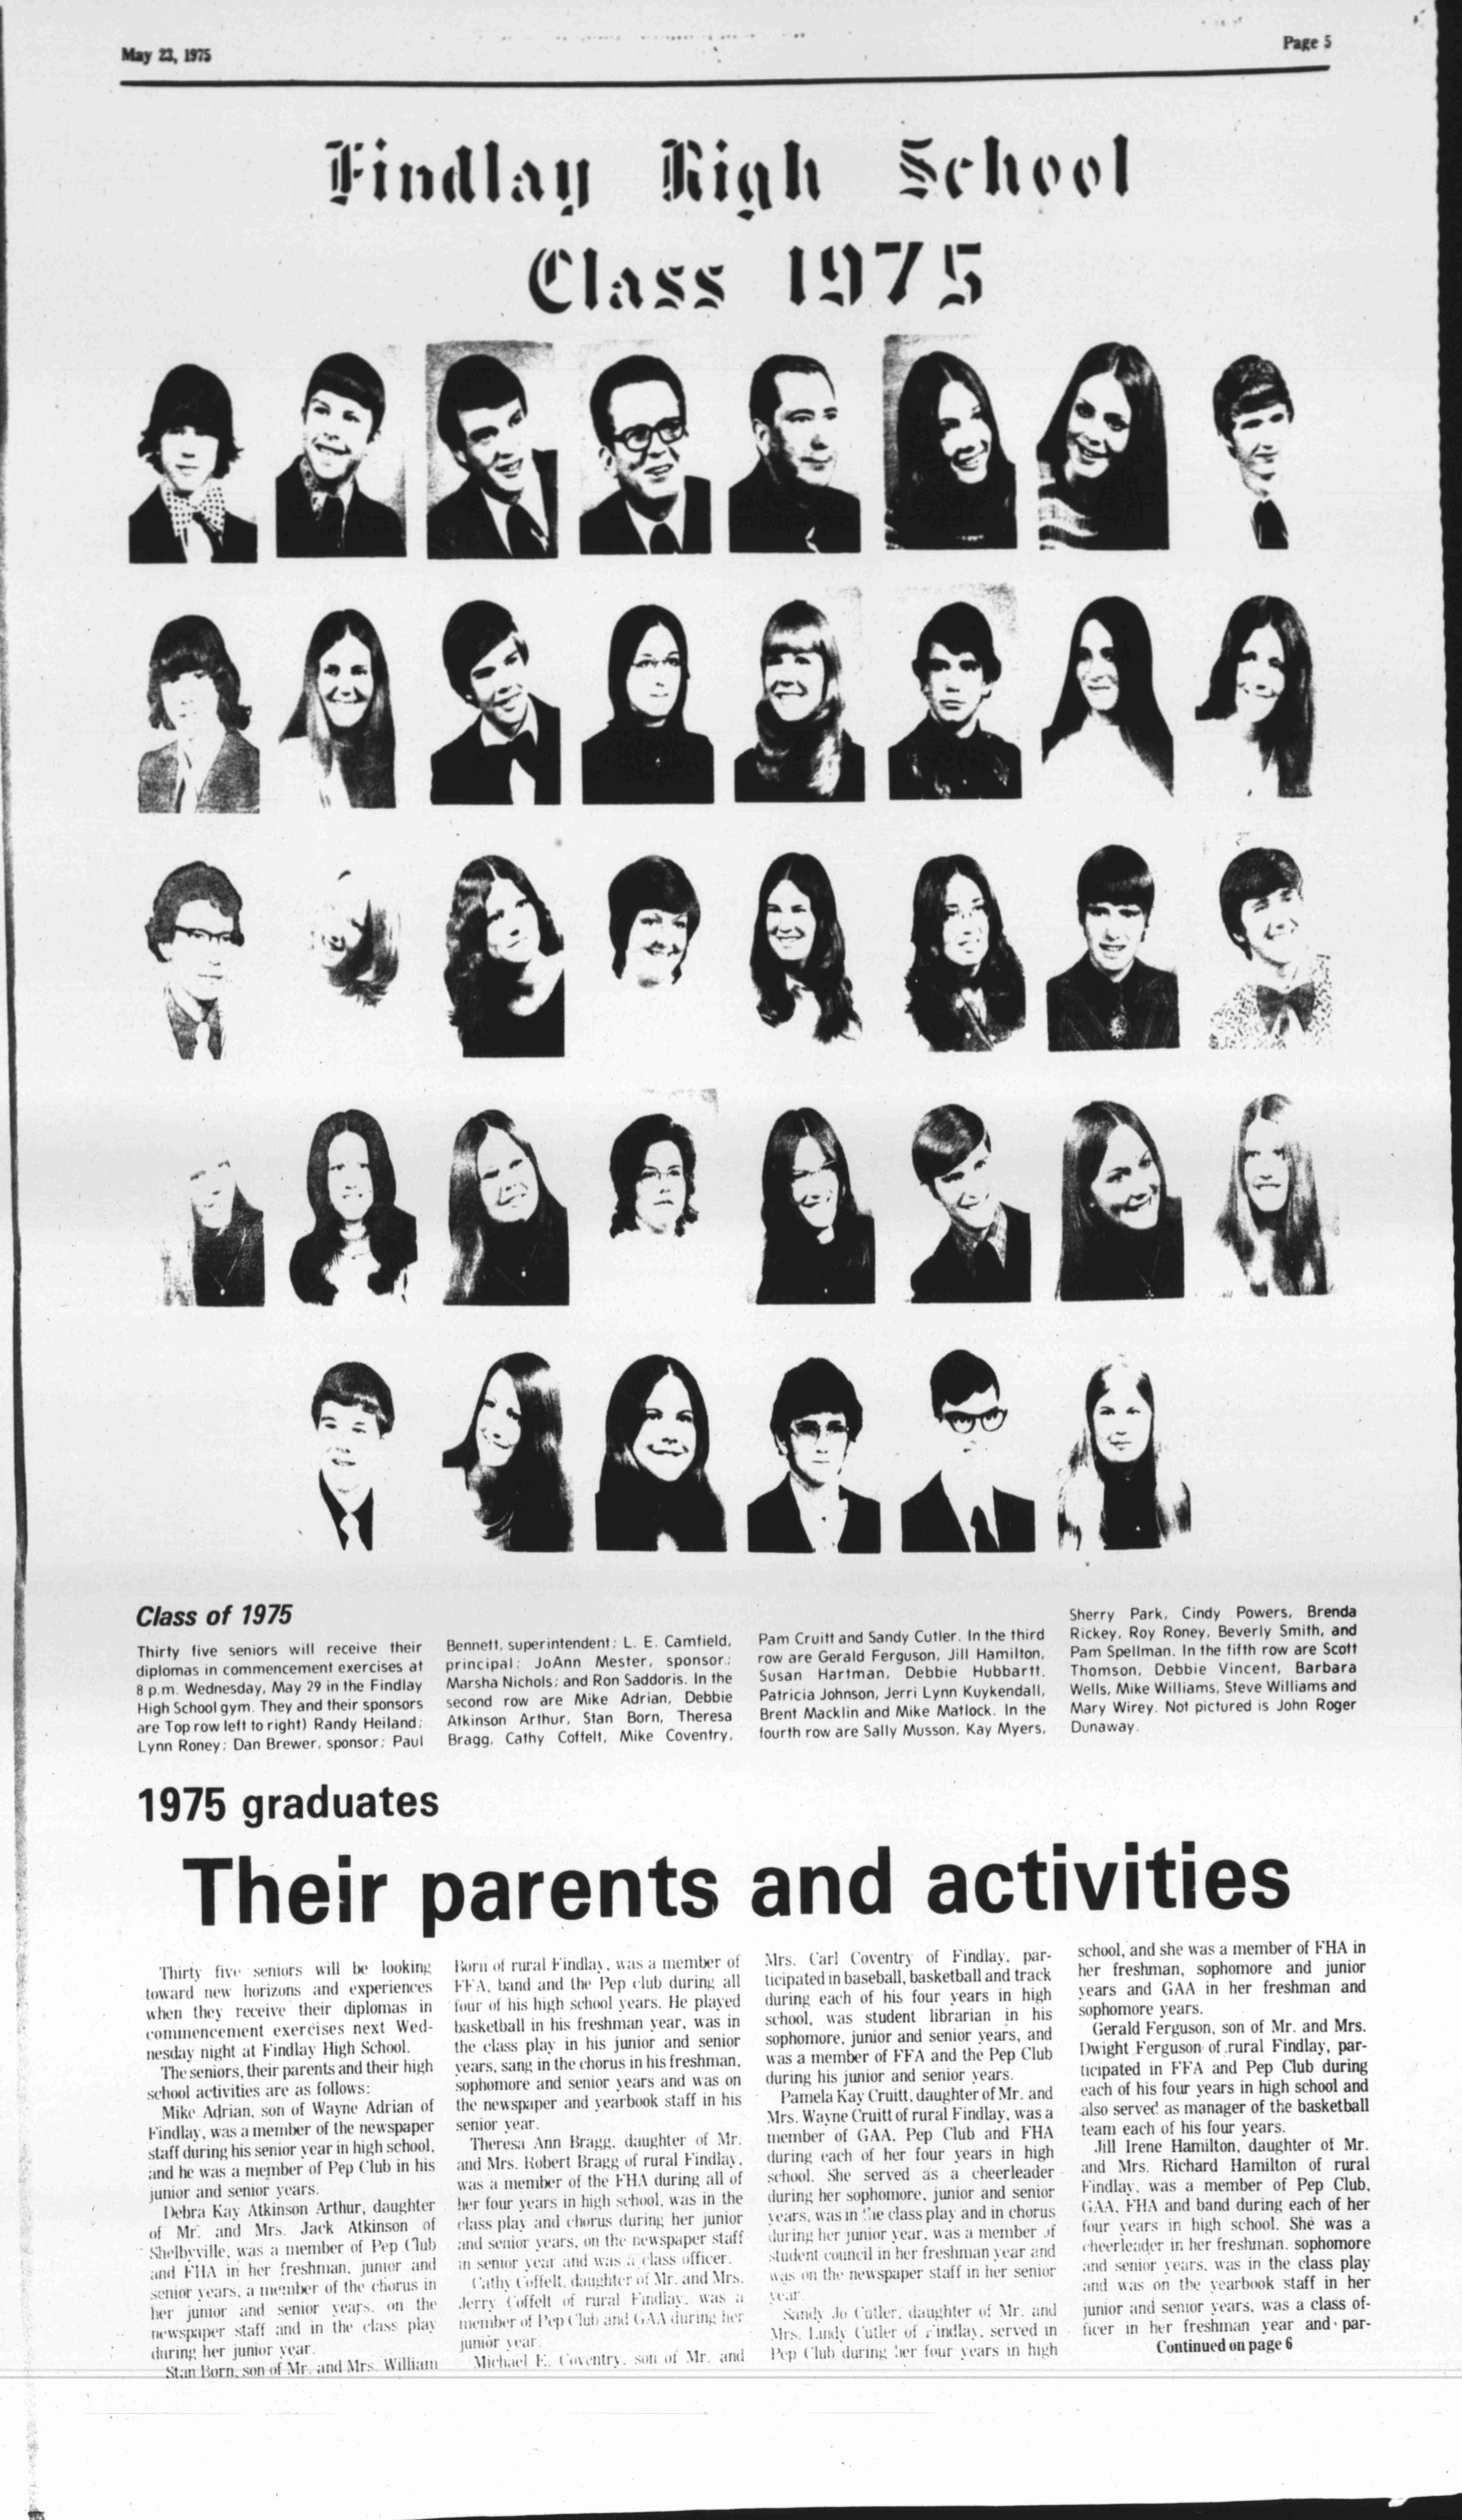 May 23, 1975
Page 5
Findlay High School
Class 1975
Class of 1975
Thirty five seniors will receive their
diplomas in commencement exercises at
8 p.m. Wednesday, May 29 in the Findlay
High School gym. They and their sponsors
are Top row left to right) Randy Heiland;
Lynn Roney; Dan Brewer, sponsor; Paul
Bennett, superintendent; L. E. Camfield,
principal; JoAnn Mester, sponsor;
Marsha Nichols; and Ron Saddoris. In the
second row are Mike Adrian, Debbie
Atkinson Arthur, Stan Born, Theresa
Bragg, Cathy Coffelt, Mike Coventry,
Pam Cruitt and Sandy Cutler. In the third
row are Gerald Ferguson, Jill Hamilton,
Susan Hartman, Debbie Hubbartt,
Patricia Johnson, Jerri Lynn Kuykendall,
Brent Macklin and Mike Matlock. In the
fourth row are Sally Musson, Kay Myers,
Sherry Park, Cindy Powers, Brenda
Rickey, Roy Roney, Beverly Smith, and
Pam Spellman. In the fifth row are Scott
Thomson, Debbie Vincent, Barbara
Wells, Mike Williams, Steve Williams and
Mary Wirey. Not pictured is John Roger
Dunaway.
1975 graduates
Their parents and activities
Thirty five seniors will be looking
toward new horizons and experiences
when they receive their diplomas in
commencement exercises next Wed-
nesday night at Findlay High School.
The seniors, their parents and their high
school activities are as follows:
Mike Adrian, son of Wayne Adrian of
Findlay, was a member of the newspaper
staff during his senior year in high school,
and he was a member of Pep Club in his
junior and senior years.
Debra Kay Atkinson Arthur, daughter
of Mr. and Mrs. Jack Atkinson of
Shelbyville, was a member of Pep Club
and FHA in her freshman, junior and
senior years, a member of the chorus in
her junior and senior years, on the
newspaper staff and in the class play
during her junior year.
Stan Born, son of Mr. and Mrs. William
Born of rural Findlay, was a member of
FFA, band and the Pep club during all
four of his high school years. He played
basketball in his freshman year, was in
the class play in his junior and senior
years, sang in the chorus in his freshman,
sophomore and senior years and was on
the newspaper and yearbook staff in his
senior year.
Theresa Ann Bragg, daughter of Mr.
and Mrs. Robert Bragg of rural Findlay,
was a member of the FHA during all of
her four years in high school, was in the
class play and chorus during her junior
and senior years, on the newspaper staff
in senior year and was a class officer.
Cathy Coffelt, daughter of Mr. and Mrs.
Jerry Coffelt of rural Findlay, was a
member of Pep Club and GAA during her
junior year.
Michael E. Coventry, son of Mr. and
Mrs. Carl Coventry of Findlay, par-
ticipated in baseball, basketball and track
during each of his four years in high
school, was student librarian in his
sophomore, junior and senior years, and
was a member of FFA and the Pep Club
during his junior and senior years.
Pamela Kay Cruitt, daughter of Mr. and
Mrs. Wayne Cruitt of rural Findlay, was a
member of GAA, Pep Club and FHA
during each of her four years in high
school. She served as a cheerleader
during her sophomore, junior and senior
years, was in the class play and in chorus
during her junior year, was a member of
student council in her freshman year and
was on the newspaper staff in her senior
year.
Sandy Jo Cutler, daughter of Mr. and
Mrs. Lindy Cutler of Findlay, served in
Pep Club during her four years in high
school, and she was a member of FHA in
her freshman, sophomore and junior
years and GAA in her freshman and
sophomore years.
Gerald Ferguson, son of Mr. and Mrs.
Dwight Ferguson of rural Findlay, par-
ticipated in FFA and Pep Club during
each of his four years in high school and
also served as manager of the basketball
team each of his four years.
Jill Irene Hamilton, daughter of Mr.
and Mrs. Richard Hamilton of rural
Findlay, was a member of Pep Club,
GAA, FHA and band during each of her
four years in high school. She was a
cheerleader in her freshman, sophomore
and senior years, was in the class play
and was on the yearbook staff in her
junior and senior years, was a class of-
ficer in her freshman year and par-
Continued on page 6